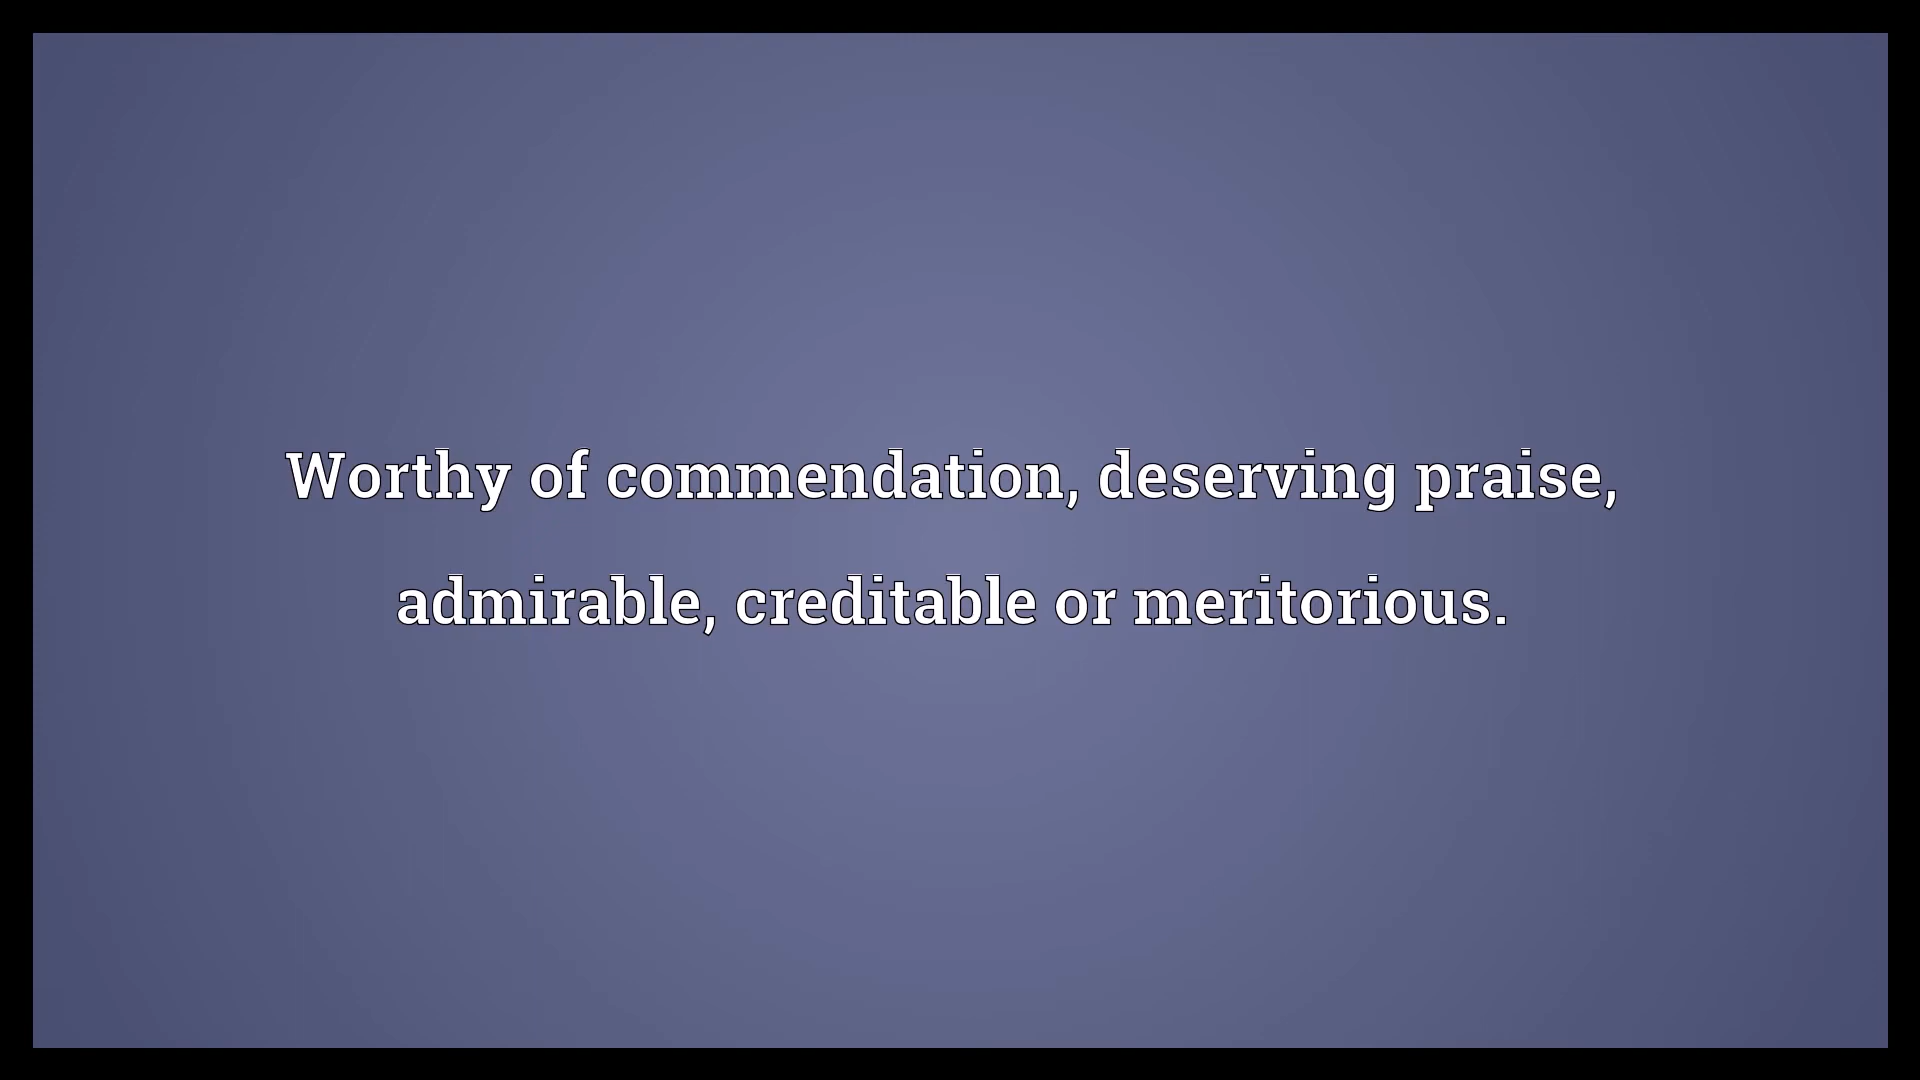 Worthy of commendation, deserving praise,
admirable, creditable or meritorious.